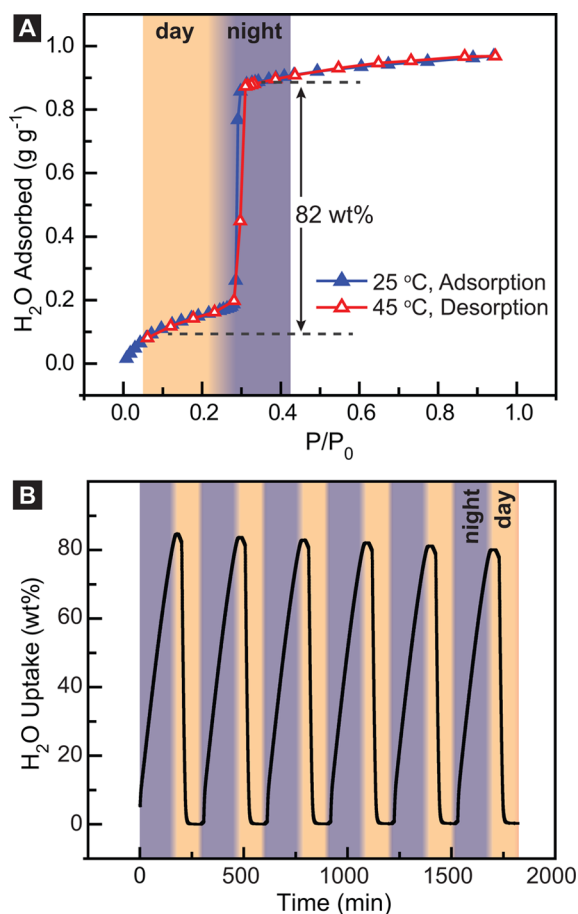 A
day night
H₂O Adsorbed (g g⁻¹)
1.0
0.8
0.6
0.4
0.2
0.0
82 wt%
25 °C, Adsorption
45 °C, Desorption
0.0 0.2 0.4 0.6 0.8 1.0
P/P₀
B
night
day
H₂O Uptake (wt%)
80
60
40
20
0
0 500 1000 1500 2000
Time (min)